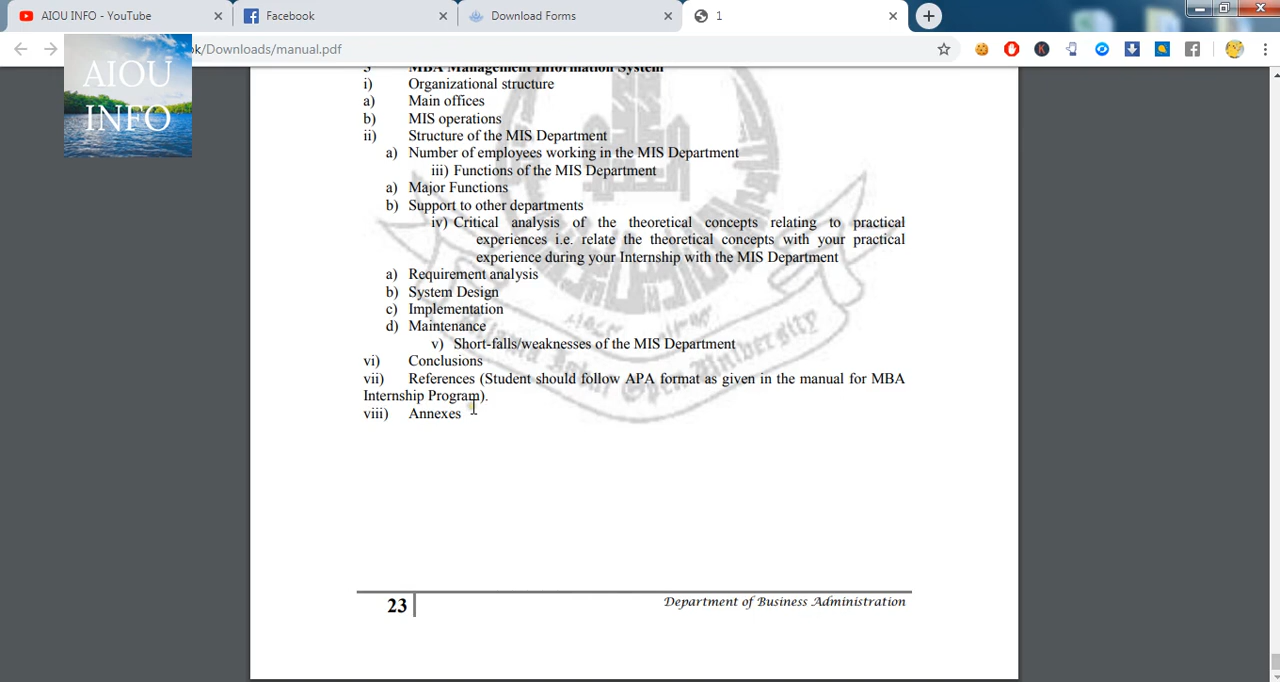 AIOU INFO - YouTube
Facebook
Download Forms
1
k/Downloads/manual.pdf
AIOU
INFO
MBA Management Information System
i) Organizational structure
a) Main offices
b) MIS operations
ii) Structure of the MIS Department
a) Number of employees working in the MIS Department
iii) Functions of the MIS Department
a) Major Functions
b) Support to other departments
iv) Critical analysis of the theoretical concepts relating to practical
experiences i.e. relate the theoretical concepts with your practical
experience during your Internship with the MIS Department
a) Requirement analysis
b) System Design
c) Implementation
d) Maintenance
v) Short-falls/weaknesses of the MIS Department
vi) Conclusions
vii) References (Student should follow APA format as given in the manual for MBA
Internship Program).
viii) Annexes
Allama Iqbal Open University
23
Department of Business Administration